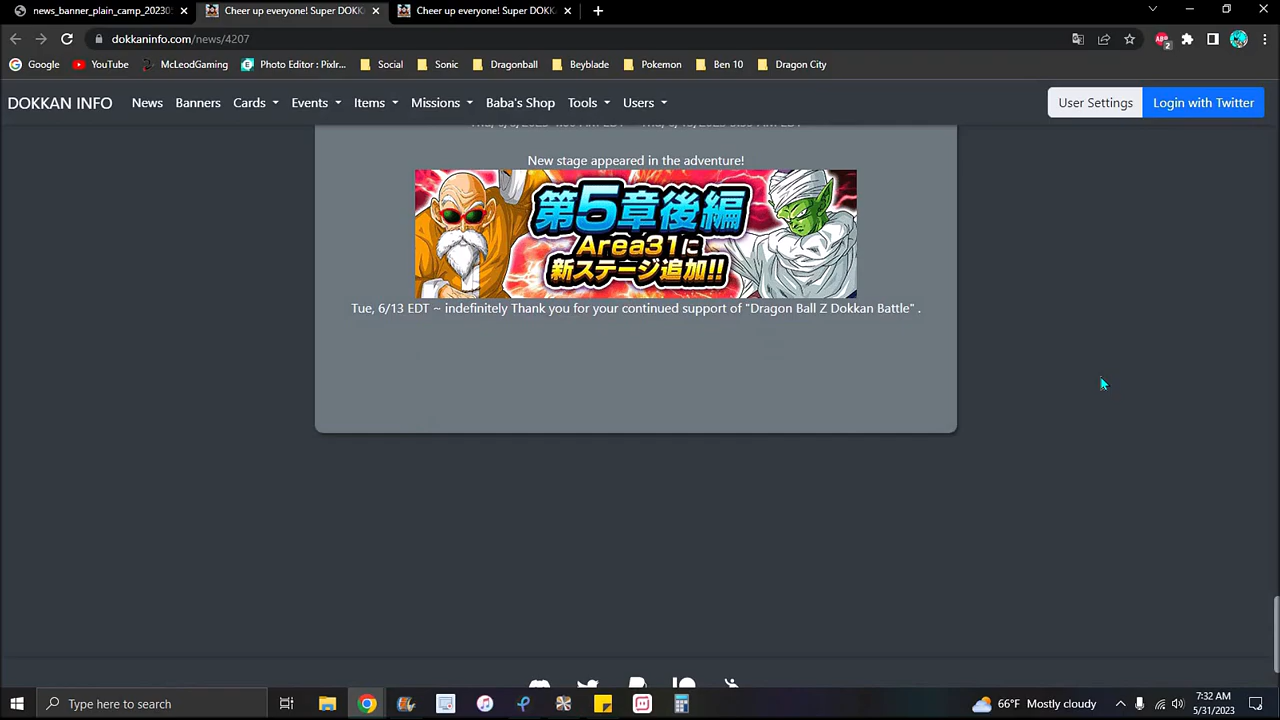 news_banner_plain_camp_20230
Cheer up everyone! Super DOKK
Cheer up everyone! Super DOKK
dokkaninfo.com/news/4207
ABP
2
Google
YouTube
McLeodGaming
Photo Editor : Pixlr...
Social
Sonic
Dragonball
Beyblade
Pokemon
Ben 10
Dragon City
DOKKAN INFO
News
Banners
Cards
Events
Items
Missions
Baba's Shop
Tools
Users
User Settings
Login with Twitter
New stage appeared in the adventure!
第5章後編
Area31に
新ステージ追加!!
Tue, 6/13 EDT ~ indefinitely Thank you for your continued support of "Dragon Ball Z Dokkan Battle" .
Type here to search
66°F Mostly cloudy
7:32 AM
5/31/2023